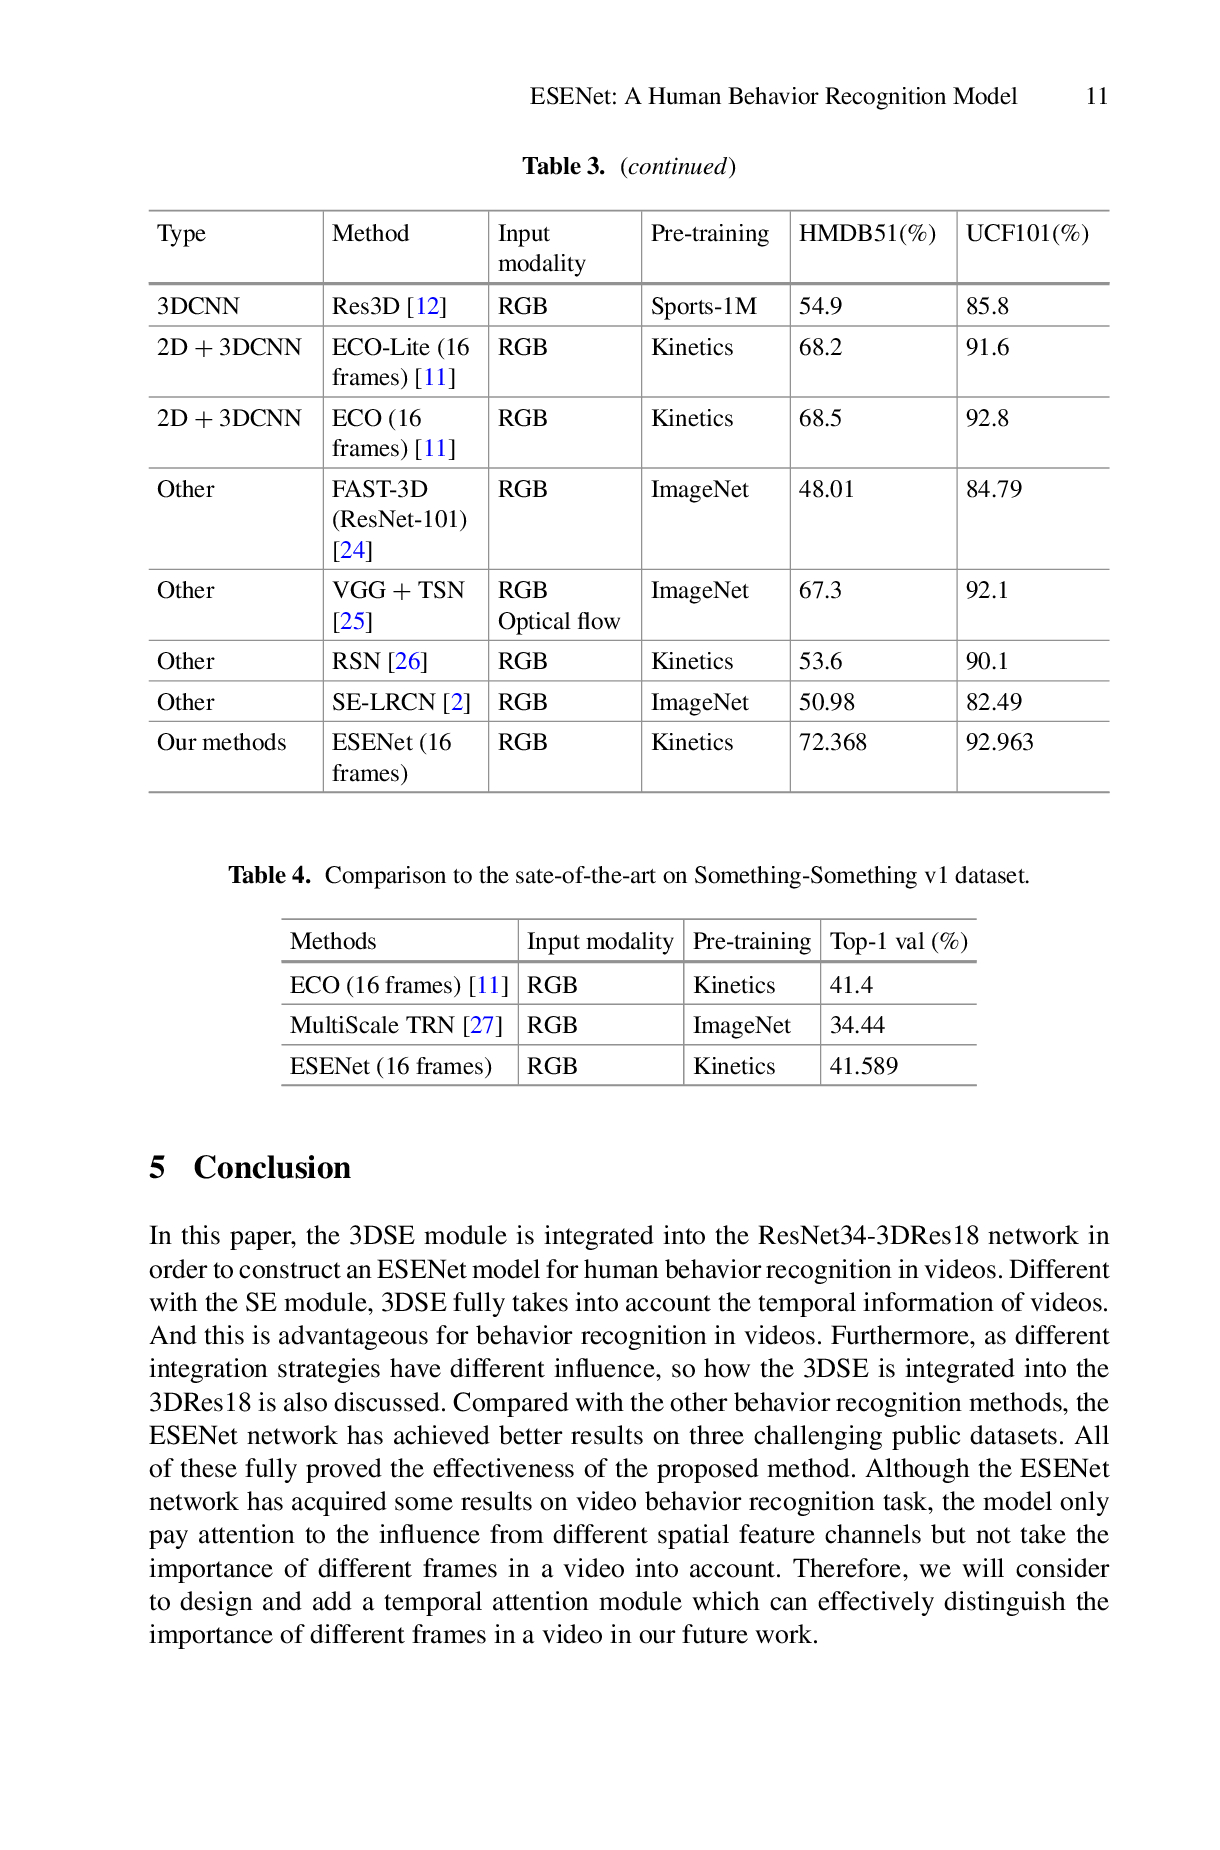 ESENet: A Human Behavior Recognition Model 11
Table 3. (continued)
Type Method Input modality Pre-training HMDB51(%) UCF101(%)
3DCNN Res3D [12] RGB Sports-1M 54.9 85.8
2D + 3DCNN ECO-Lite (16 frames) [11] RGB Kinetics 68.2 91.6
2D + 3DCNN ECO (16 frames) [11] RGB Kinetics 68.5 92.8
Other FAST-3D (ResNet-101) [24] RGB ImageNet 48.01 84.79
Other VGG + TSN [25] RGB Optical flow ImageNet 67.3 92.1
Other RSN [26] RGB Kinetics 53.6 90.1
Other SE-LRCN [2] RGB ImageNet 50.98 82.49
Our methods ESENet (16 frames) RGB Kinetics 72.368 92.963
Table 4. Comparison to the sate-of-the-art on Something-Something v1 dataset.
Methods Input modality Pre-training Top-1 val (%)
ECO (16 frames) [11] RGB Kinetics 41.4
MultiScale TRN [27] RGB ImageNet 34.44
ESENet (16 frames) RGB Kinetics 41.589
5 Conclusion
In this paper, the 3DSE module is integrated into the ResNet34-3DRes18 network in
order to construct an ESENet model for human behavior recognition in videos. Different
with the SE module, 3DSE fully takes into account the temporal information of videos.
And this is advantageous for behavior recognition in videos. Furthermore, as different
integration strategies have different influence, so how the 3DSE is integrated into the
3DRes18 is also discussed. Compared with the other behavior recognition methods, the
ESENet network has achieved better results on three challenging public datasets. All
of these fully proved the effectiveness of the proposed method. Although the ESENet
network has acquired some results on video behavior recognition task, the model only
pay attention to the influence from different spatial feature channels but not take the
importance of different frames in a video into account. Therefore, we will consider
to design and add a temporal attention module which can effectively distinguish the
importance of different frames in a video in our future work.